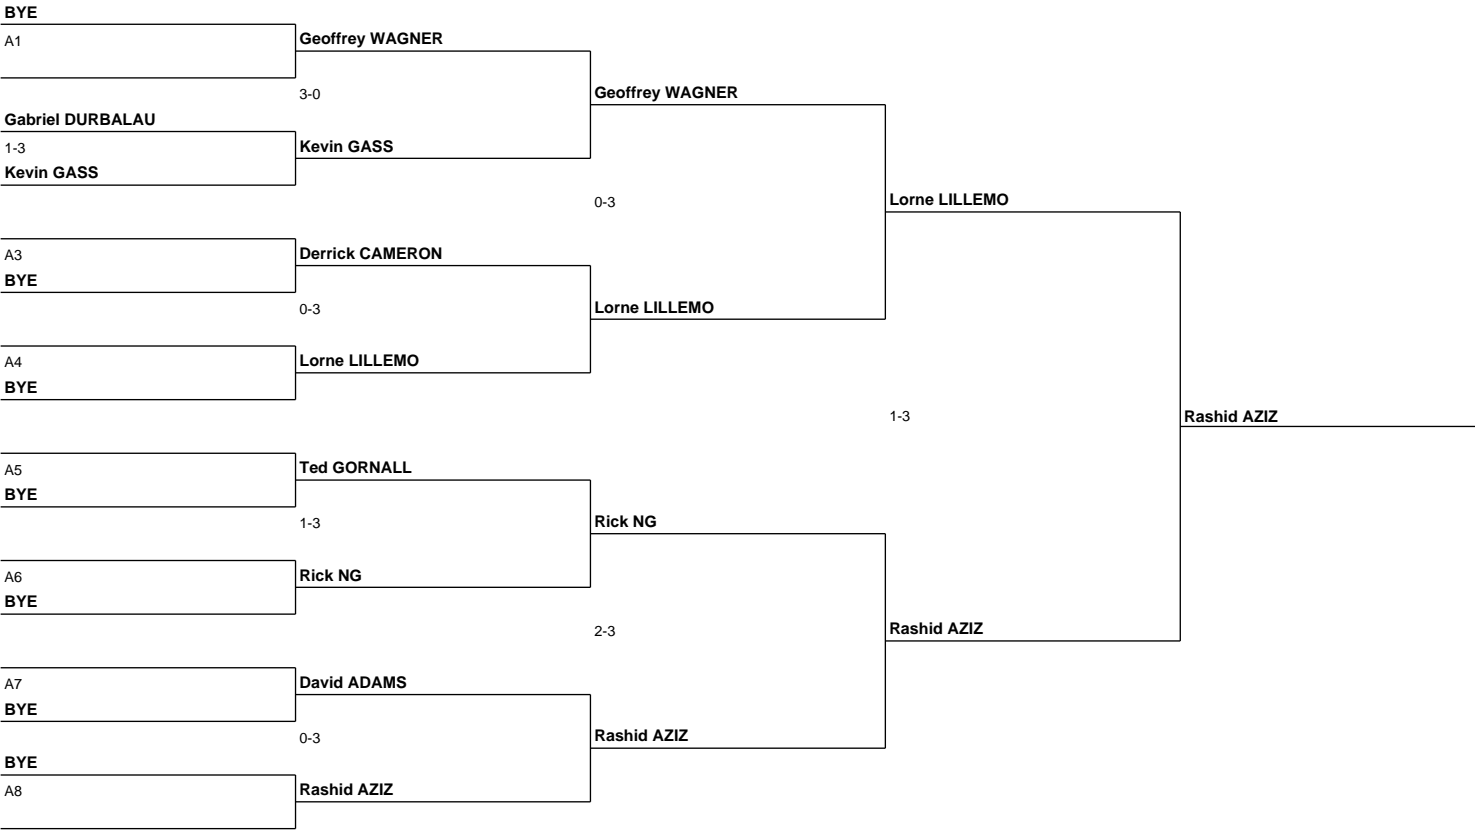 BYE
A1
Geoffrey WAGNER
3-0
Geoffrey WAGNER
Gabriel DURBALAU
1-3
Kevin GASS
Kevin GASS
0-3
Lorne LILLEMO
A3
BYE
Derrick CAMERON
0-3
Lorne LILLEMO
A4
BYE
Lorne LILLEMO
1-3
Rashid AZIZ
A5
BYE
Ted GORNALL
1-3
Rick NG
A6
BYE
Rick NG
2-3
Rashid AZIZ
A7
BYE
David ADAMS
0-3
Rashid AZIZ
BYE
A8
Rashid AZIZ